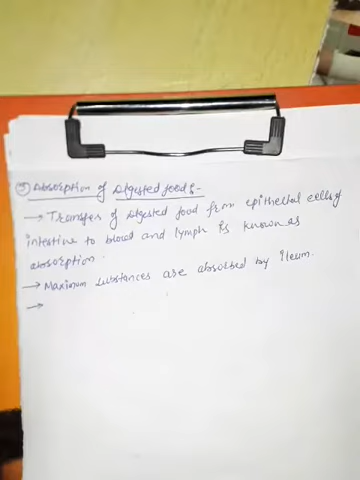 ③ Absorption of Digested food :-
→ Transfer of Digested food from epithelial cells of
intestine to blood and lymph is known as
absorption.
→ Maximum substances are absorbed by ileum.
→